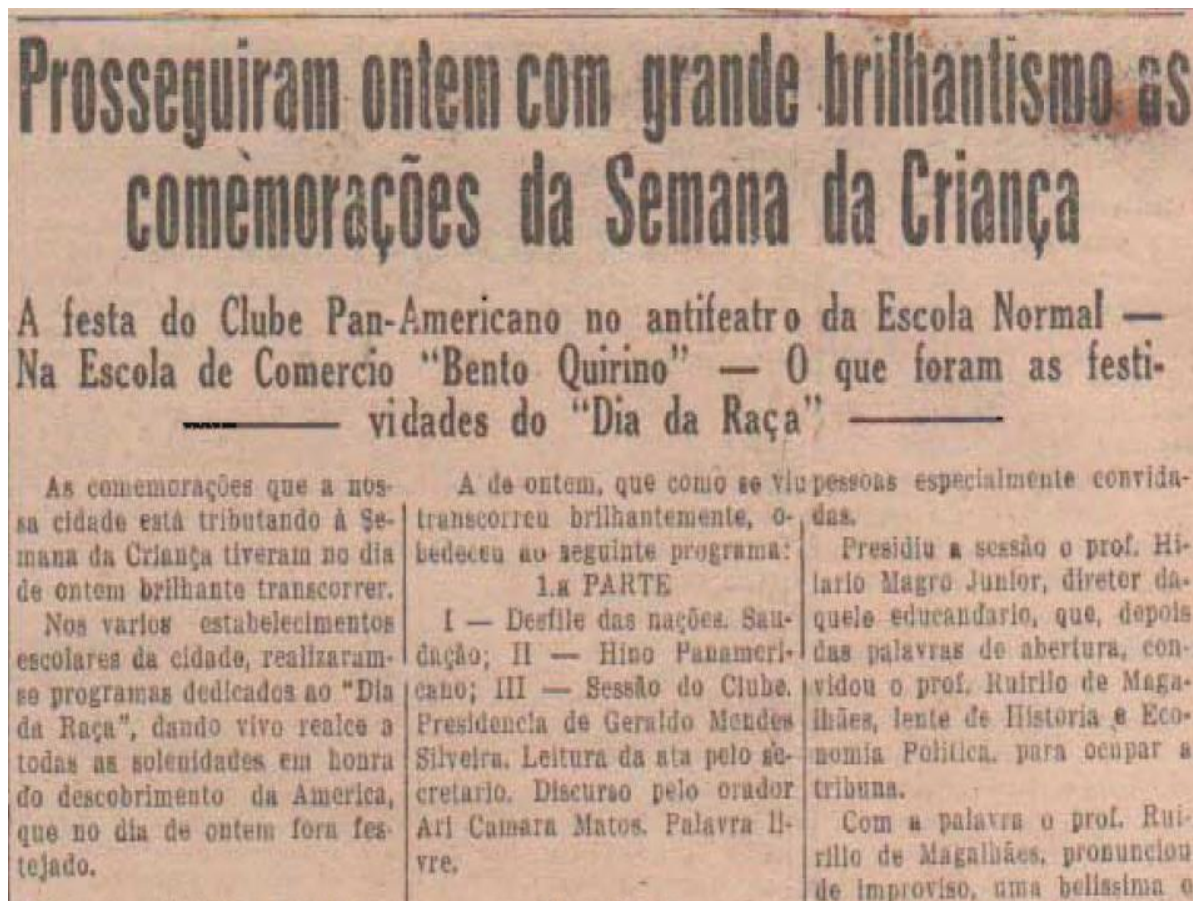 Prosseguiram ontem com grande brilhantismo as
comemorações da Semana da Criança
A festa do Clube Pan-Americano no antifeatro da Escola Normal —
Na Escola de Comercio "Bento Quirino" — O que foram as festi-
vidades do "Dia da Raça"
As comemorações que a nos-
sa cidade está tributando à Se-
mana da Criança tiveram no dia
de ontem brilhante transcorrer.
Nos varios estabelecimentos
escolares da cidade, realizaram-
se programas dedicados ao "Dia
da Raça", dando vivo realce a
todas as solenidades em honra
do descobrimento da America,
que no dia de ontem fora fes-
tejado.
A de ontem, que como se viu
transcorreu brilhantemente, o-
bedeceu ao seguinte programa:
1.a PARTE
I — Desfile das nações. Sau-
dação; II — Hino Panameri-
cano; III — Sessão do Clube.
Presidencia de Geraldo Mendes
Silveira. Leitura da ata pelo se-
cretario. Discurso pelo orador
Ari Camara Matos. Palavra li-
vre.
pessoas especialmente convida-
das.
Presidiu a sessão o prof. Hi-
lario Magro Junior, diretor da-
quele educandario, que, depois
das palavras de abertura, con-
vidou o prof. Ruirilo de Maga-
lhães, lente de Historia e Eco-
nomia Politica, para ocupar a
tribuna.
Com a palavra o prof. Rui-
rillo de Magalhães, pronunciou
de improviso, uma belissima o